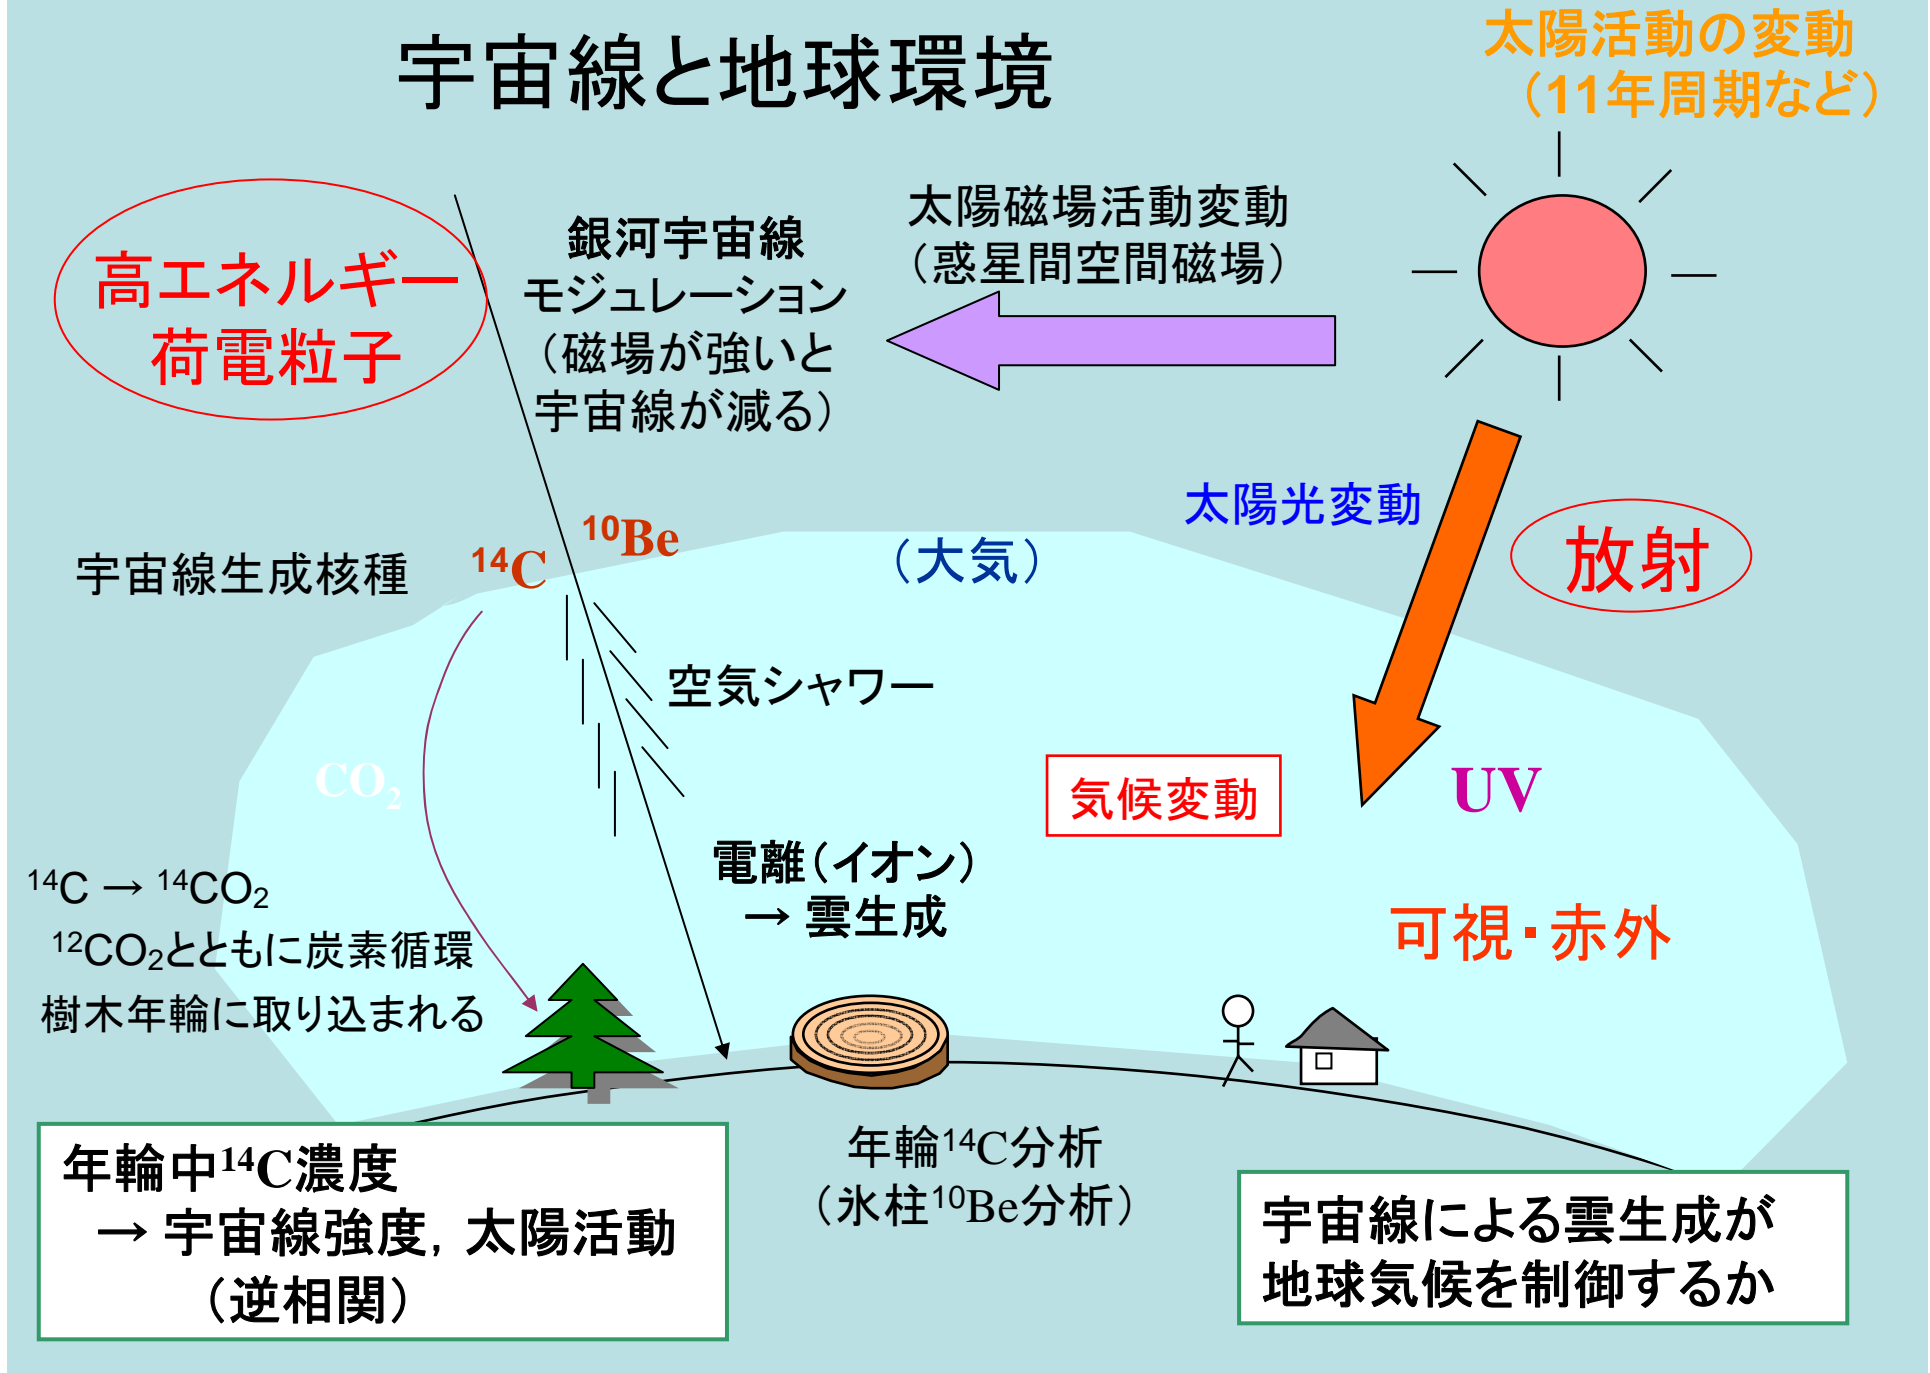 宇宙線と地球環境
太陽活動の変動
（11年周期など）
高エネルギー
荷電粒子
銀河宇宙線
モジュレーション
（磁場が強いと
宇宙線が減る）
太陽磁場活動変動
（惑星間空間磁場）
太陽光変動
放射
宇宙線生成核種
¹⁴C
¹⁰Be
（大気）
空気シャワー
CO₂
気候変動
UV
電離（イオン）
→ 雲生成
可視・赤外
¹⁴C → ¹⁴CO₂
¹²CO₂とともに炭素循環
樹木年輪に取り込まれる
年輪中¹⁴C濃度
→ 宇宙線強度，太陽活動
（逆相関）
年輪¹⁴C分析
（氷柱¹⁰Be分析）
宇宙線による雲生成が
地球気候を制御するか